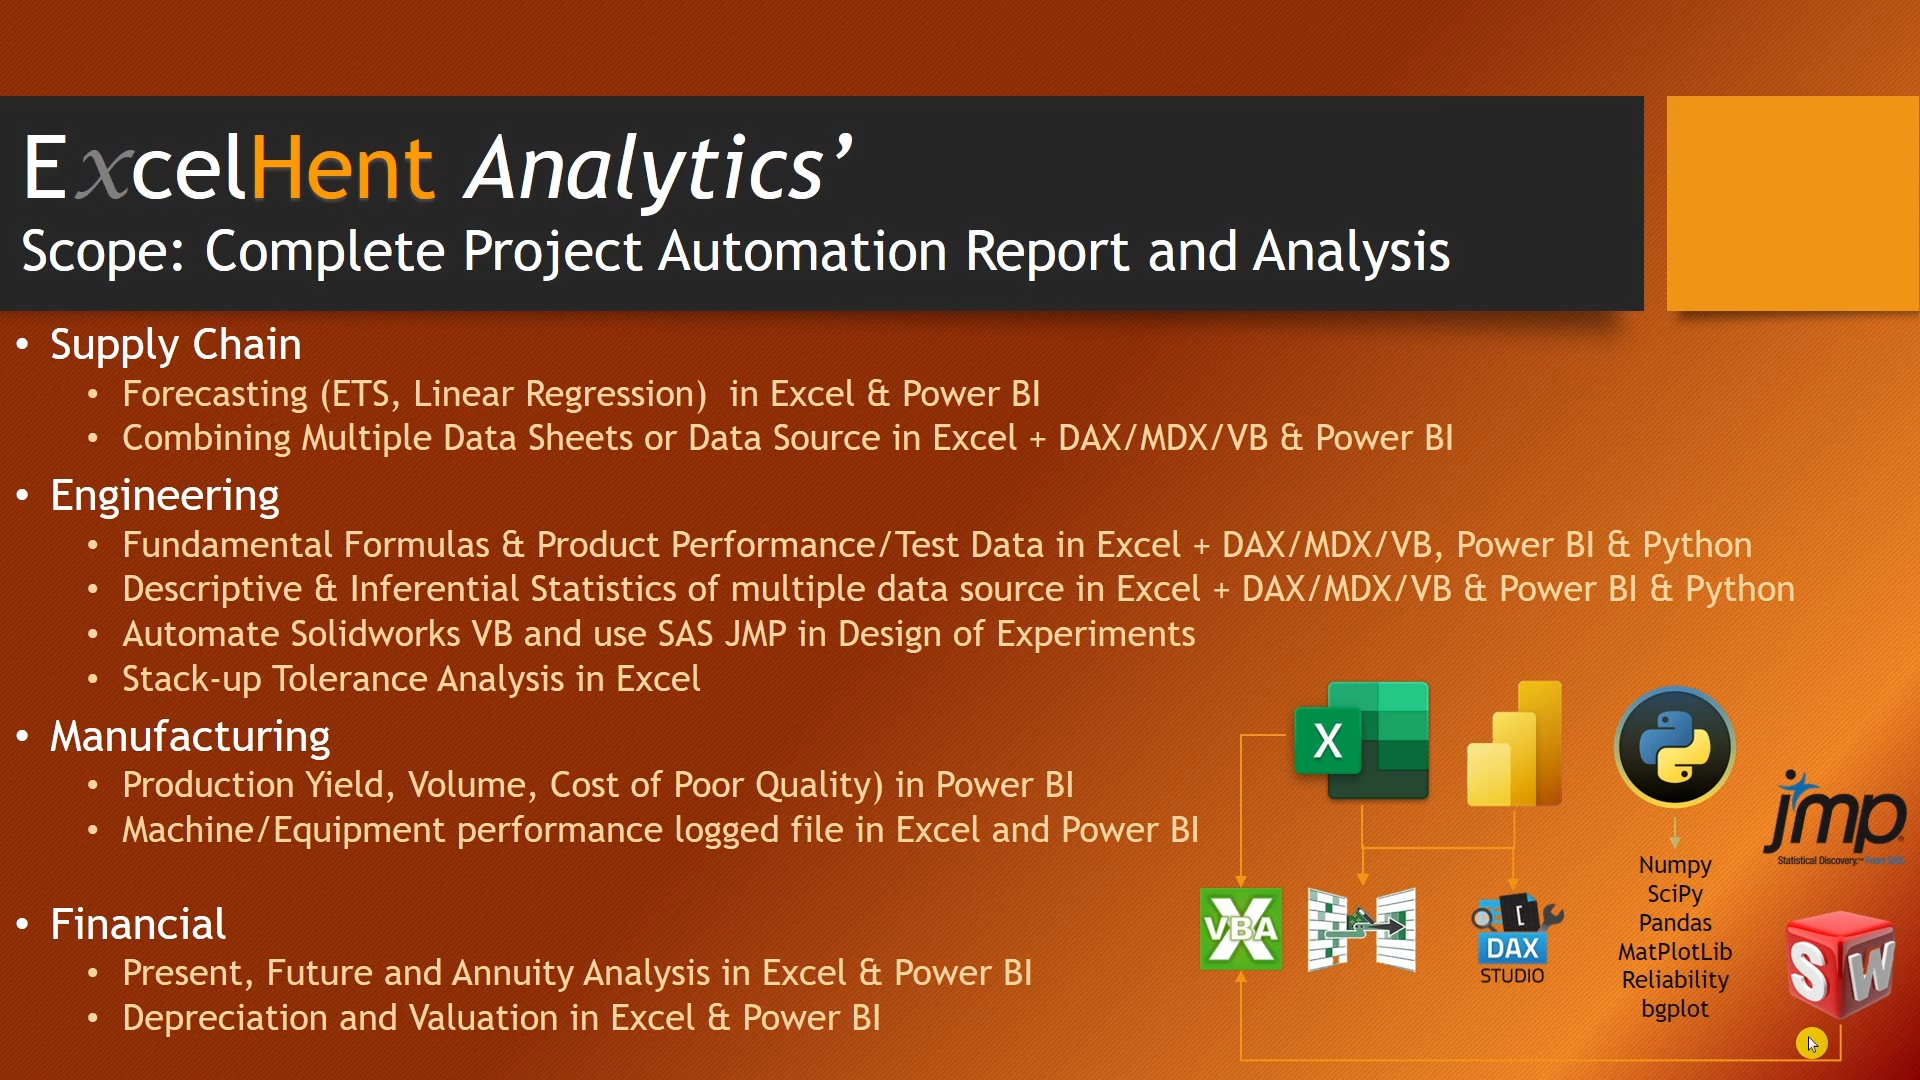 ExcelHent Analytics’
Scope: Complete Project Automation Report and Analysis
• Supply Chain
• Forecasting (ETS, Linear Regression) in Excel & Power BI
• Combining Multiple Data Sheets or Data Source in Excel + DAX/MDX/VB & Power BI
• Engineering
• Fundamental Formulas & Product Performance/Test Data in Excel + DAX/MDX/VB, Power BI & Python
• Descriptive & Inferential Statistics of multiple data source in Excel + DAX/MDX/VB & Power BI & Python
• Automate Solidworks VB and use SAS JMP in Design of Experiments
• Stack-up Tolerance Analysis in Excel
• Manufacturing
• Production Yield, Volume, Cost of Poor Quality) in Power BI
• Machine/Equipment performance logged file in Excel and Power BI
• Financial
• Present, Future and Annuity Analysis in Excel & Power BI
• Depreciation and Valuation in Excel & Power BI
X
VBA
[
DAX
STUDIO
Numpy
SciPy
Pandas
MatPlotLib
Reliability
bgplot
jmp
Statistical Discovery.™ From SAS
SW